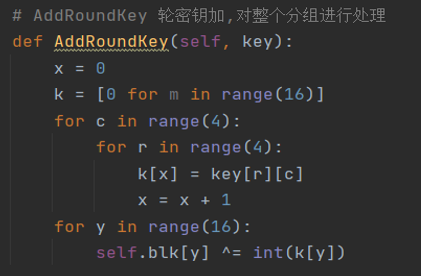 # AddRoundKey 轮密钥加,对整个分组进行处理
def AddRoundKey(self, key):
    x = 0
    k = [0 for m in range(16)]
    for c in range(4):
        for r in range(4):
            k[x] = key[r][c]
            x = x + 1
    for y in range(16):
        self.blk[y] ^= int(k[y])